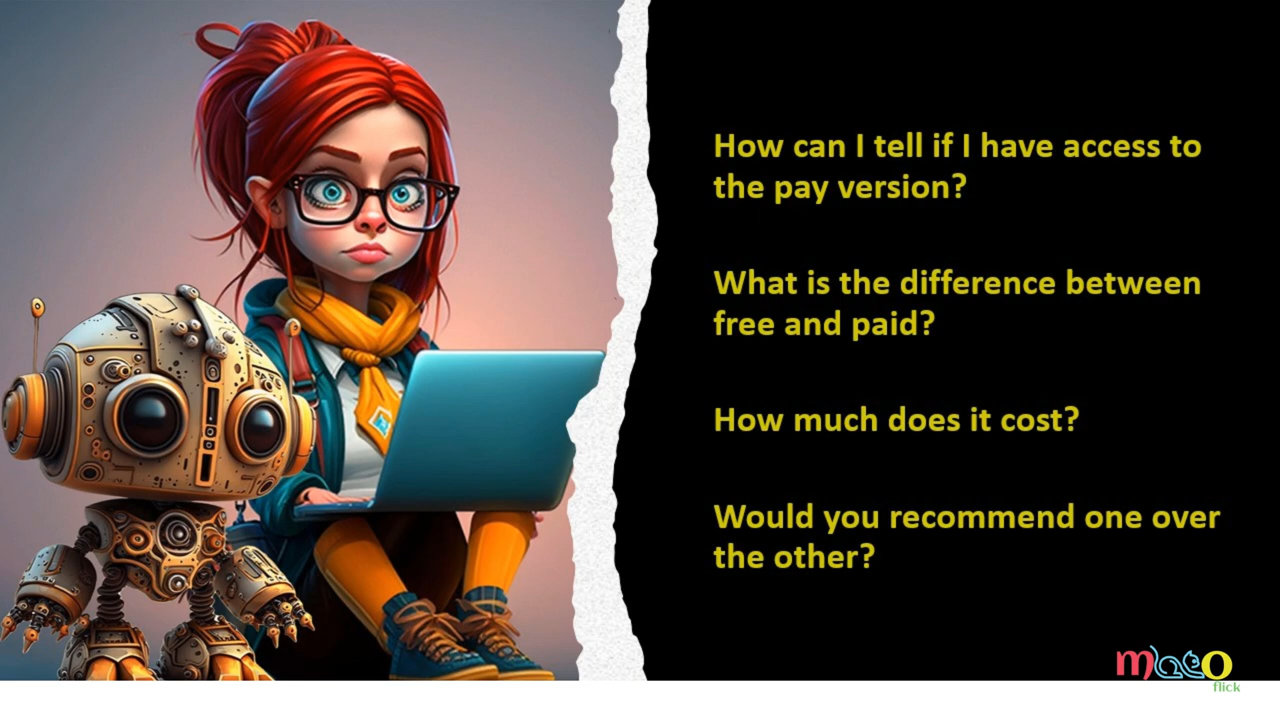 How can I tell if I have access to
the pay version?
What is the difference between
free and paid?
How much does it cost?
Would you recommend one over
the other?
flick